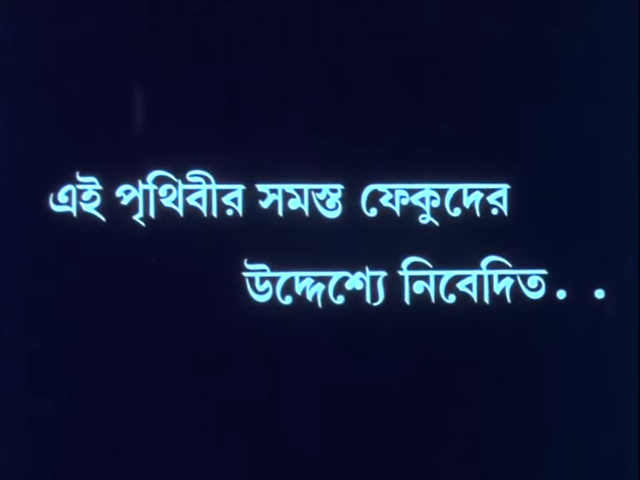 এই পৃথিবীর সমস্ত ফেকুদের
উদ্দেশ্যে নিবেদিত . .